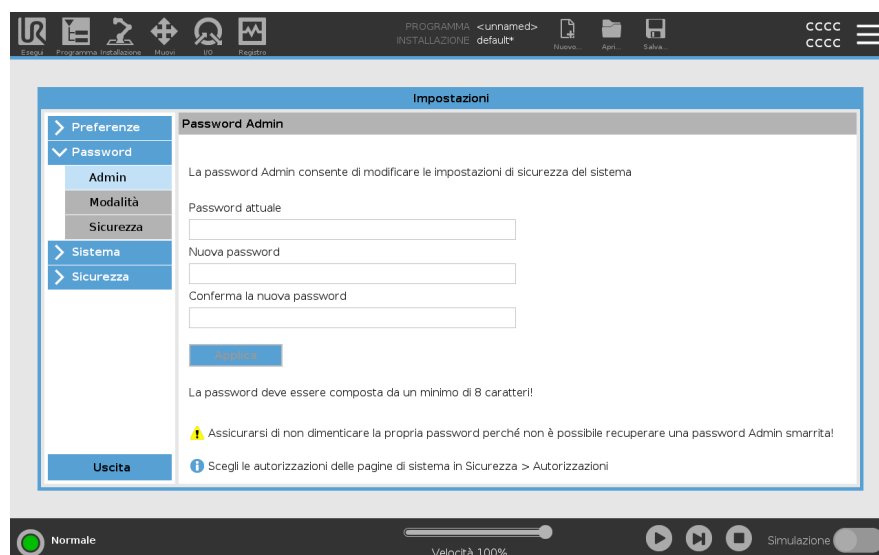 PROGRAMMA <unnamed>
INSTALLAZIONE default*
CCCC
CCCC
Esegui Programma Installazione Muovi I/O Registro Nuovo... Apri... Salva...
Impostazioni
Preferenze
Password
Admin
Modalità
Sicurezza
Sistema
Sicurezza
Uscita
Password Admin
La password Admin consente di modificare le impostazioni di sicurezza del sistema
Password attuale
Nuova password
Conferma la nuova password
Applica
La password deve essere composta da un minimo di 8 caratteri!
Assicurarsi di non dimenticare la propria password perché non è possibile recuperare una password Admin smarrita!
Scegli le autorizzazioni delle pagine di sistema in Sicurezza > Autorizzazioni
Normale
Velocità 100%
Simulazione